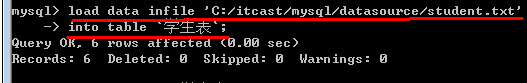 mysql> load data infile 'C:/itcast/mysql/datasource/student.txt'
    -> into table `学生表`;
Query OK, 6 rows affected (0.00 sec)
Records: 6  Deleted: 0  Skipped: 0  Warnings: 0